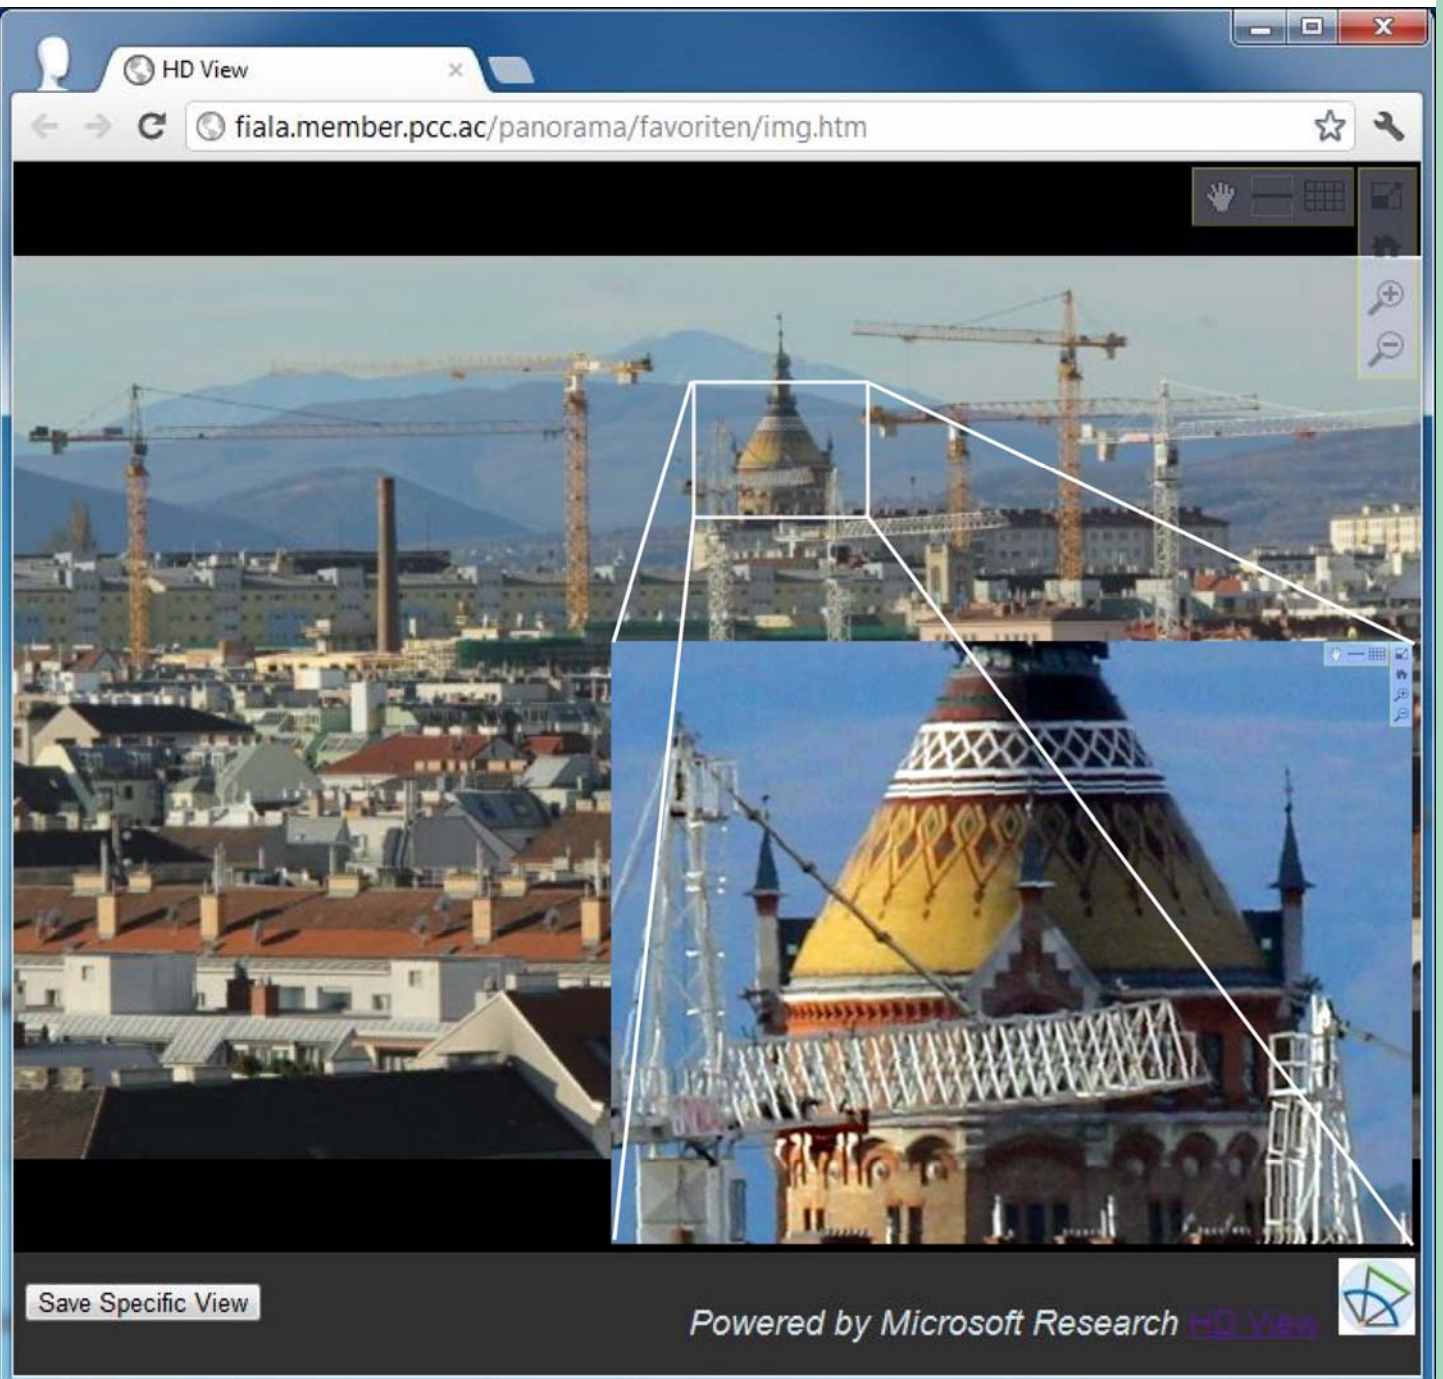 HD View
fiala.member.pcc.ac/panorama/favoriten/img.htm
Save Specific View
Powered by Microsoft Research HD View